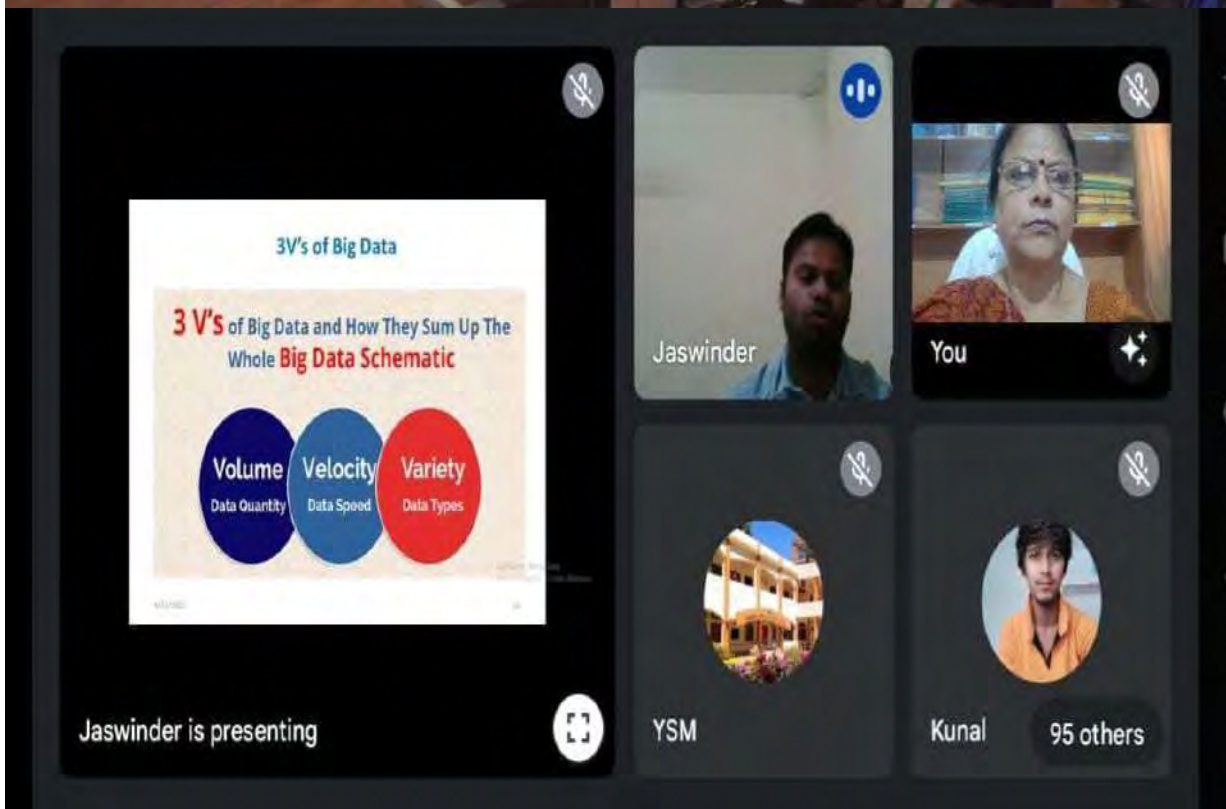 3V's of Big Data
3 V's of Big Data and How They Sum Up The
Whole Big Data Schematic
Volume
Data Quantity
Velocity
Data Speed
Variety
Data Types
Jaswinder is presenting
Jaswinder
You
YSM
Kunal
95 others